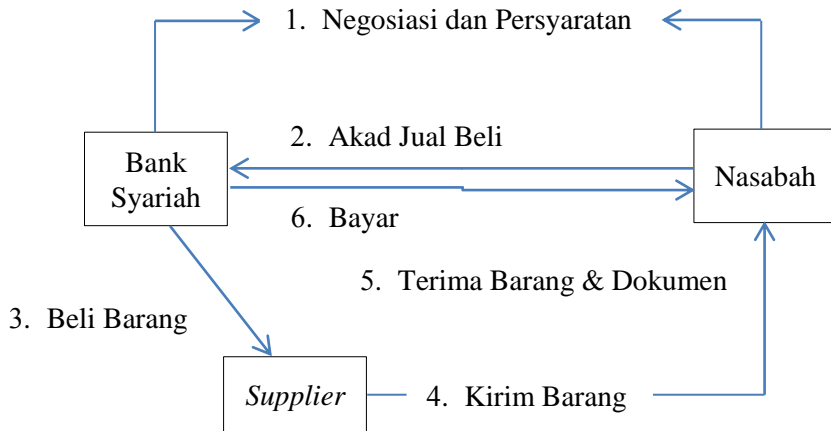 1. Negosiasi dan Persyaratan
2. Akad Jual Beli
Bank
Syariah
Nasabah
6. Bayar
5. Terima Barang & Dokumen
3. Beli Barang
Supplier
4. Kirim Barang